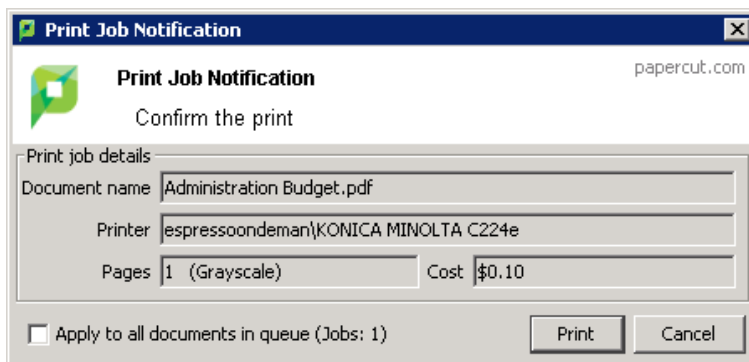 Print Job Notification
Print Job Notification
papercut.com
Confirm the print
Print job details
Document name Administration Budget.pdf
Printer espressoondeman\KONICA MINOLTA C224e
Pages 1 (Grayscale) Cost $0.10
Apply to all documents in queue (Jobs: 1) Print Cancel